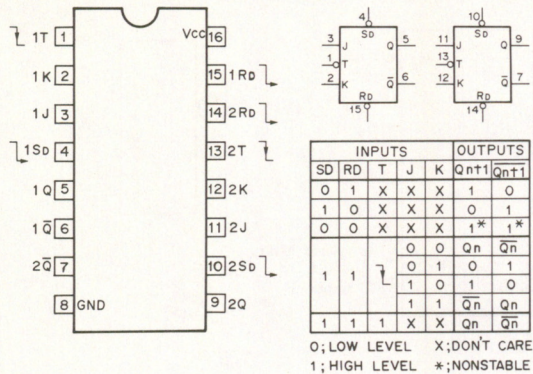 1T 1 Vcc 16
1K 2 15 1RD
1J 3 14 2RD
1SD 4 13 2T
1Q 5 12 2K
1Q̅ 6 11 2J
2Q̅ 7 10 2SD
8 GND 9 2Q
4 SD
3 J Q 5
1 T
2 K Q̅ 6
RD
15
10 SD
11 J Q 9
13 T
12 K Q̅ 7
RD
14
INPUTS OUTPUTS
SD RD T J K Qn+1 Q̅n+1
0 1 X X X 1 0
1 0 X X X 0 1
0 0 X X X 1* 1*
1 1 0 0 Qn Q̅n
0 1 0 1
1 0 1 0
1 1 Q̅n Qn
1 1 1 X X Qn Q̅n
0; LOW LEVEL X; DON'T CARE
1; HIGH LEVEL *; NONSTABLE